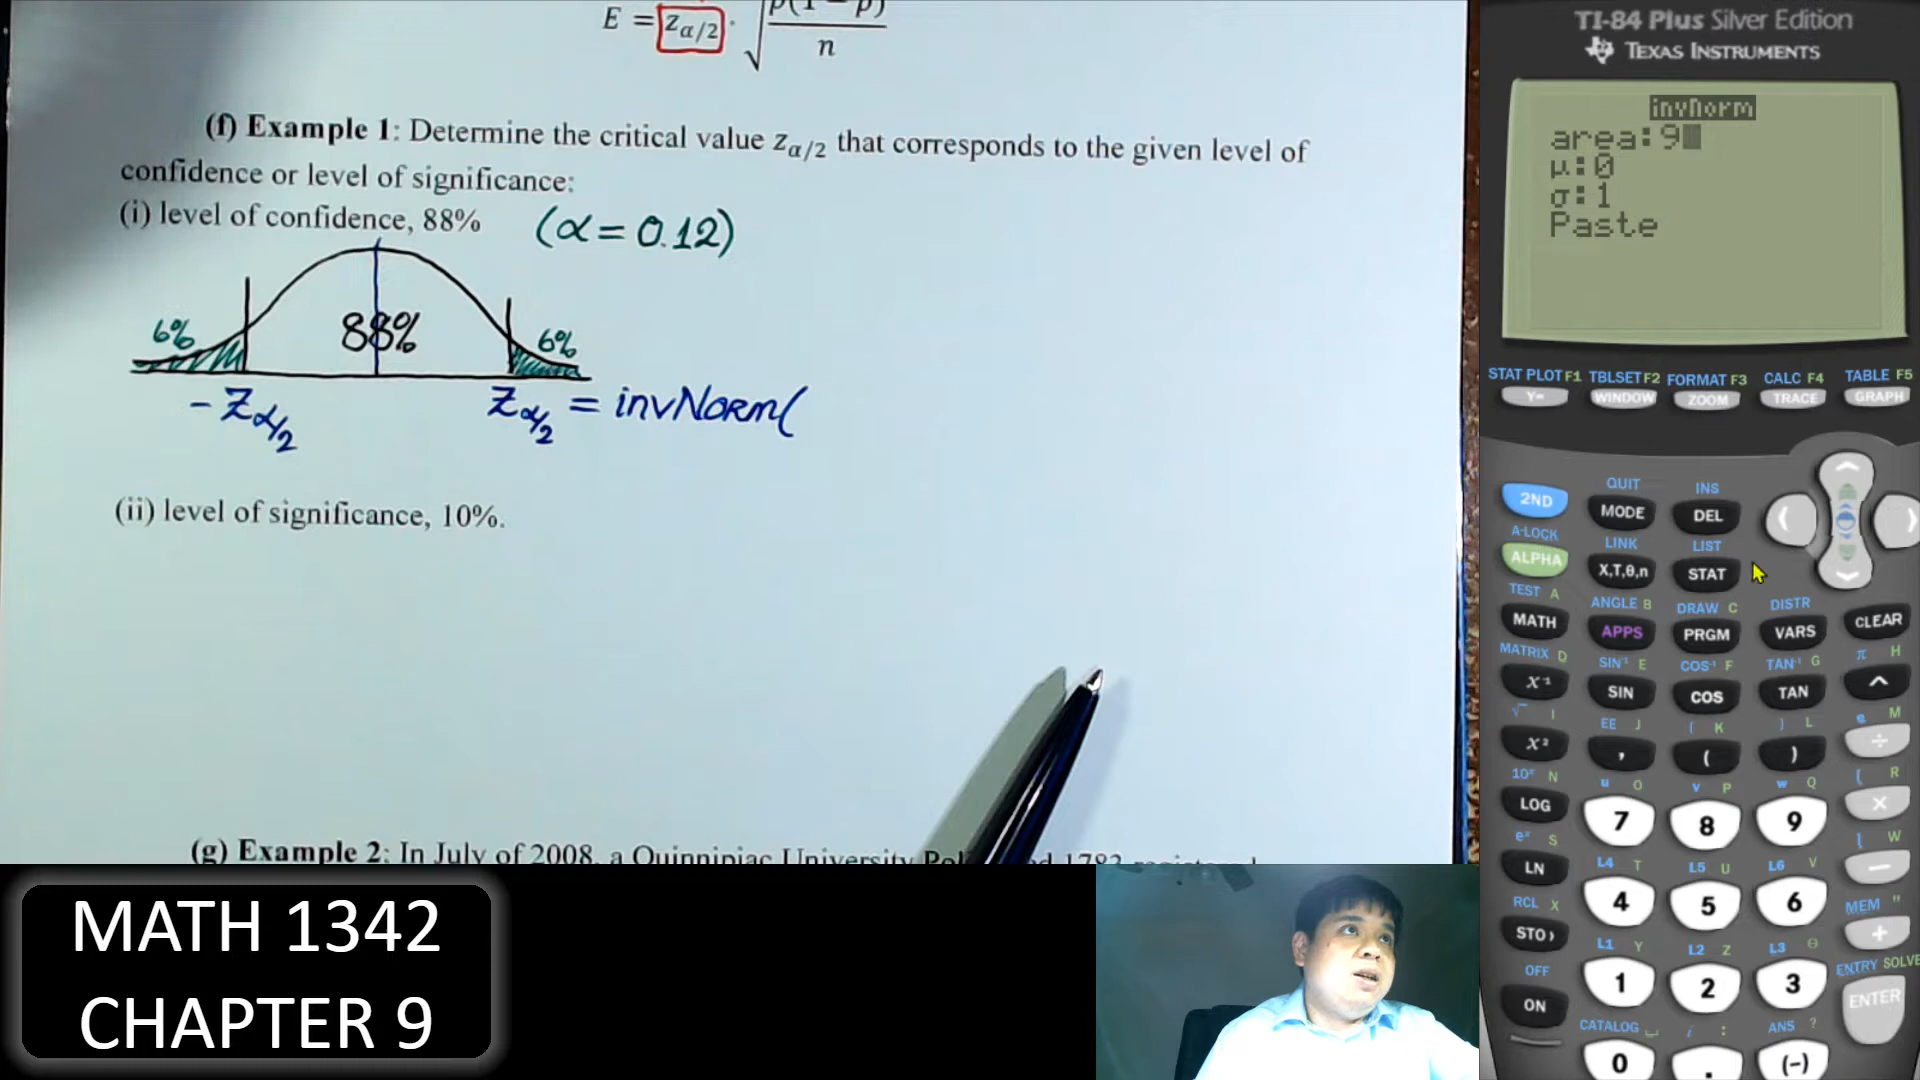 E = z α/2 · √ p(1 − p) / n
(f) Example 1: Determine the critical value z α/2 that corresponds to the given level of
confidence or level of significance:
(i) level of confidence, 88% (α = 0.12)
6% 88% 6%
-Z α/2 Z α/2 = invNorm(
(ii) level of significance, 10%.
(g) Example 2: In July of 2008, a Quinnipiac University
MATH 1342
CHAPTER 9
TI-84 Plus Silver Edition
TEXAS INSTRUMENTS
invNorm
area:9
μ:0
σ:1
Paste
STAT PLOT F1 TBLSET F2 FORMAT F3 CALC F4 TABLE F5
Y= WINDOW ZOOM TRACE GRAPH
QUIT INS
2ND MODE DEL
A-LOCK LINK LIST
ALPHA X,T,θ,n STAT
TEST A ANGLE B DRAW C DISTR
MATH APPS PRGM VARS CLEAR
MATRIX D SIN⁻¹ E COS⁻¹ F TAN⁻¹ G π H
x⁻¹ SIN COS TAN ^
√ I EE J { K } L e M
x² , ( ) ÷
10ˣ N u O v P w Q [ R
LOG 7 8 9 ×
eˣ S L4 T L5 U L6 V ] W
LN 4 5 6 −
RCL X L1 Y L2 Z L3 θ MEM "
STO› 1 2 3 +
OFF ENTRY SOLVE
ON ENTER
CATALOG i : ANS ?
0 . (-)